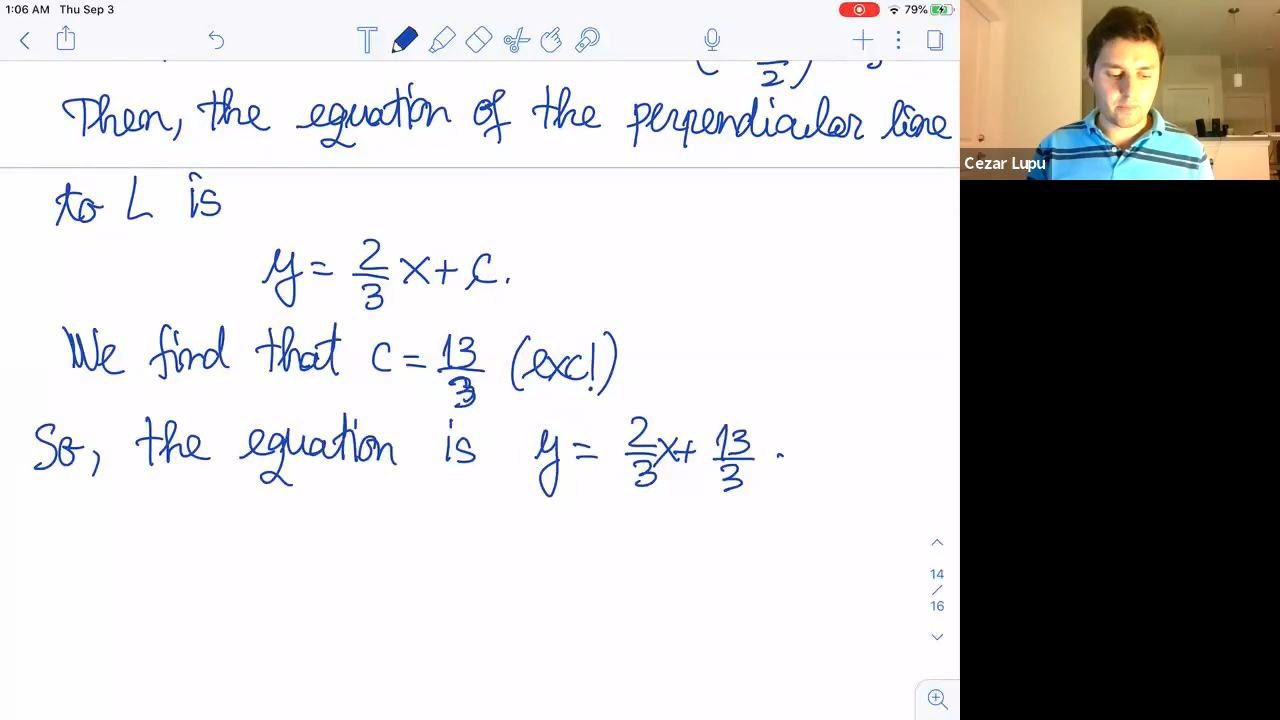 1:06 AM Thu Sep 3
79%
T
2
Then, the equation of the perpendicular line
Cezar Lupu
to L is
y = 2/3 x + c.
We find that c = 13/3 (exc!)
So, the equation is y = 2/3 x + 13/3 .
14
/
16